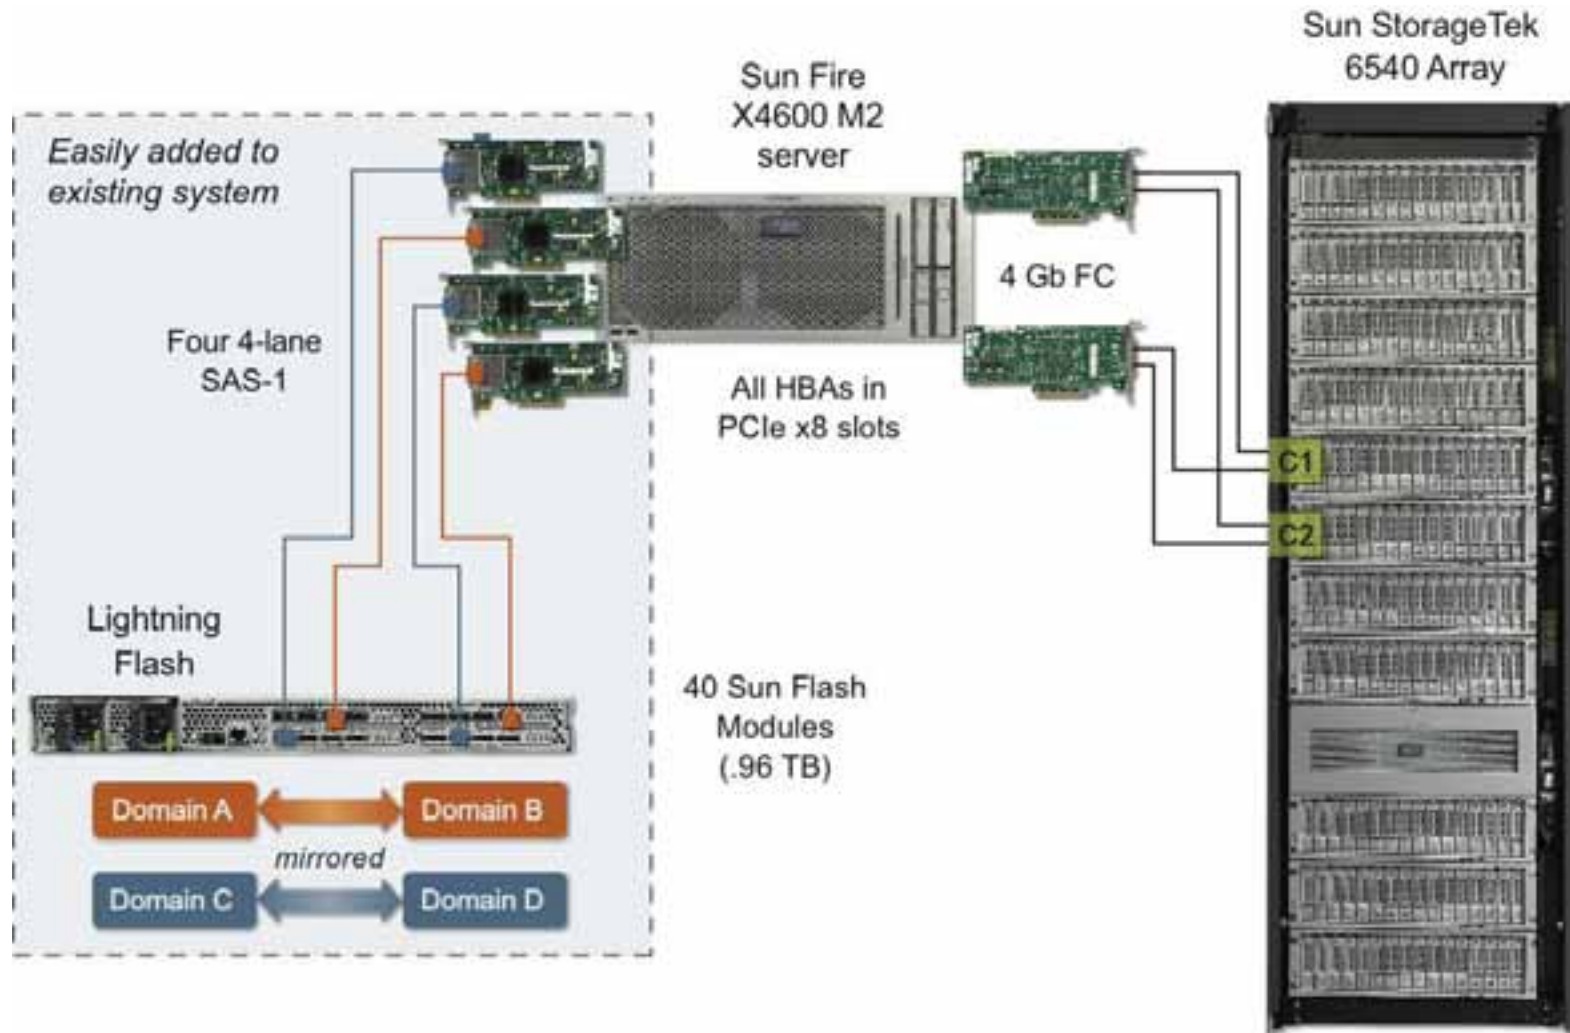 Sun StorageTek
6540 Array
Sun Fire
X4600 M2
server
Easily added to
existing system
4 Gb FC
Four 4-lane
SAS-1
All HBAs in
PCIe x8 slots
C1
C2
Lightning
Flash
40 Sun Flash
Modules
(.96 TB)
Domain A
Domain B
mirrored
Domain C
Domain D